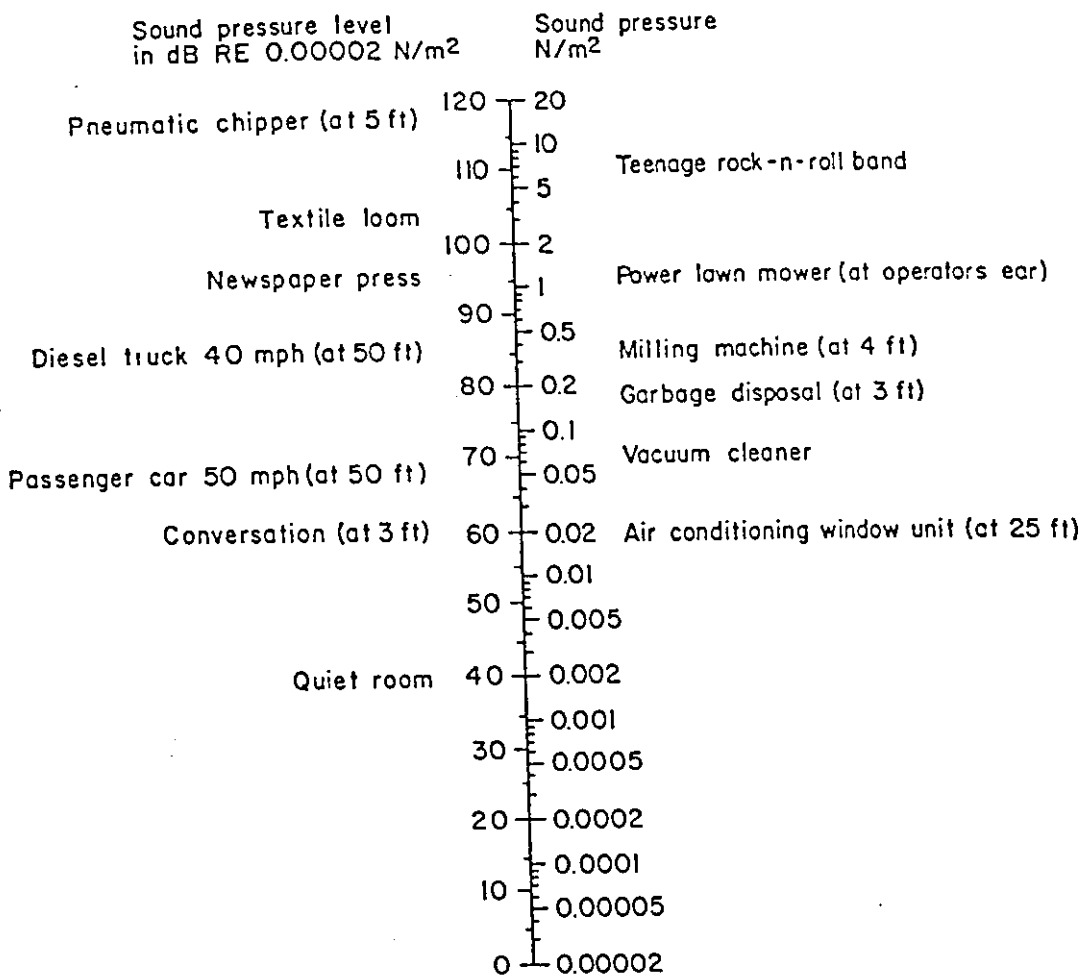 Sound pressure level
in dB RE 0.00002 N/m²
Sound pressure
N/m²
120 20
Pneumatic chipper (at 5 ft)
10
110 Teenage rock-n-roll band
5
Textile loom
100 2
Newspaper press 1 Power lawn mower (at operators ear)
90
0.5
Diesel truck 40 mph (at 50 ft) Milling machine (at 4 ft)
80 0.2 Garbage disposal (at 3 ft)
0.1
70 Vacuum cleaner
Passenger car 50 mph (at 50 ft) 0.05
Conversation (at 3 ft) 60 0.02 Air conditioning window unit (at 25 ft)
0.01
50
0.005
Quiet room 40 0.002
0.001
30
0.0005
20 0.0002
0.0001
10
0.00005
0 0.00002